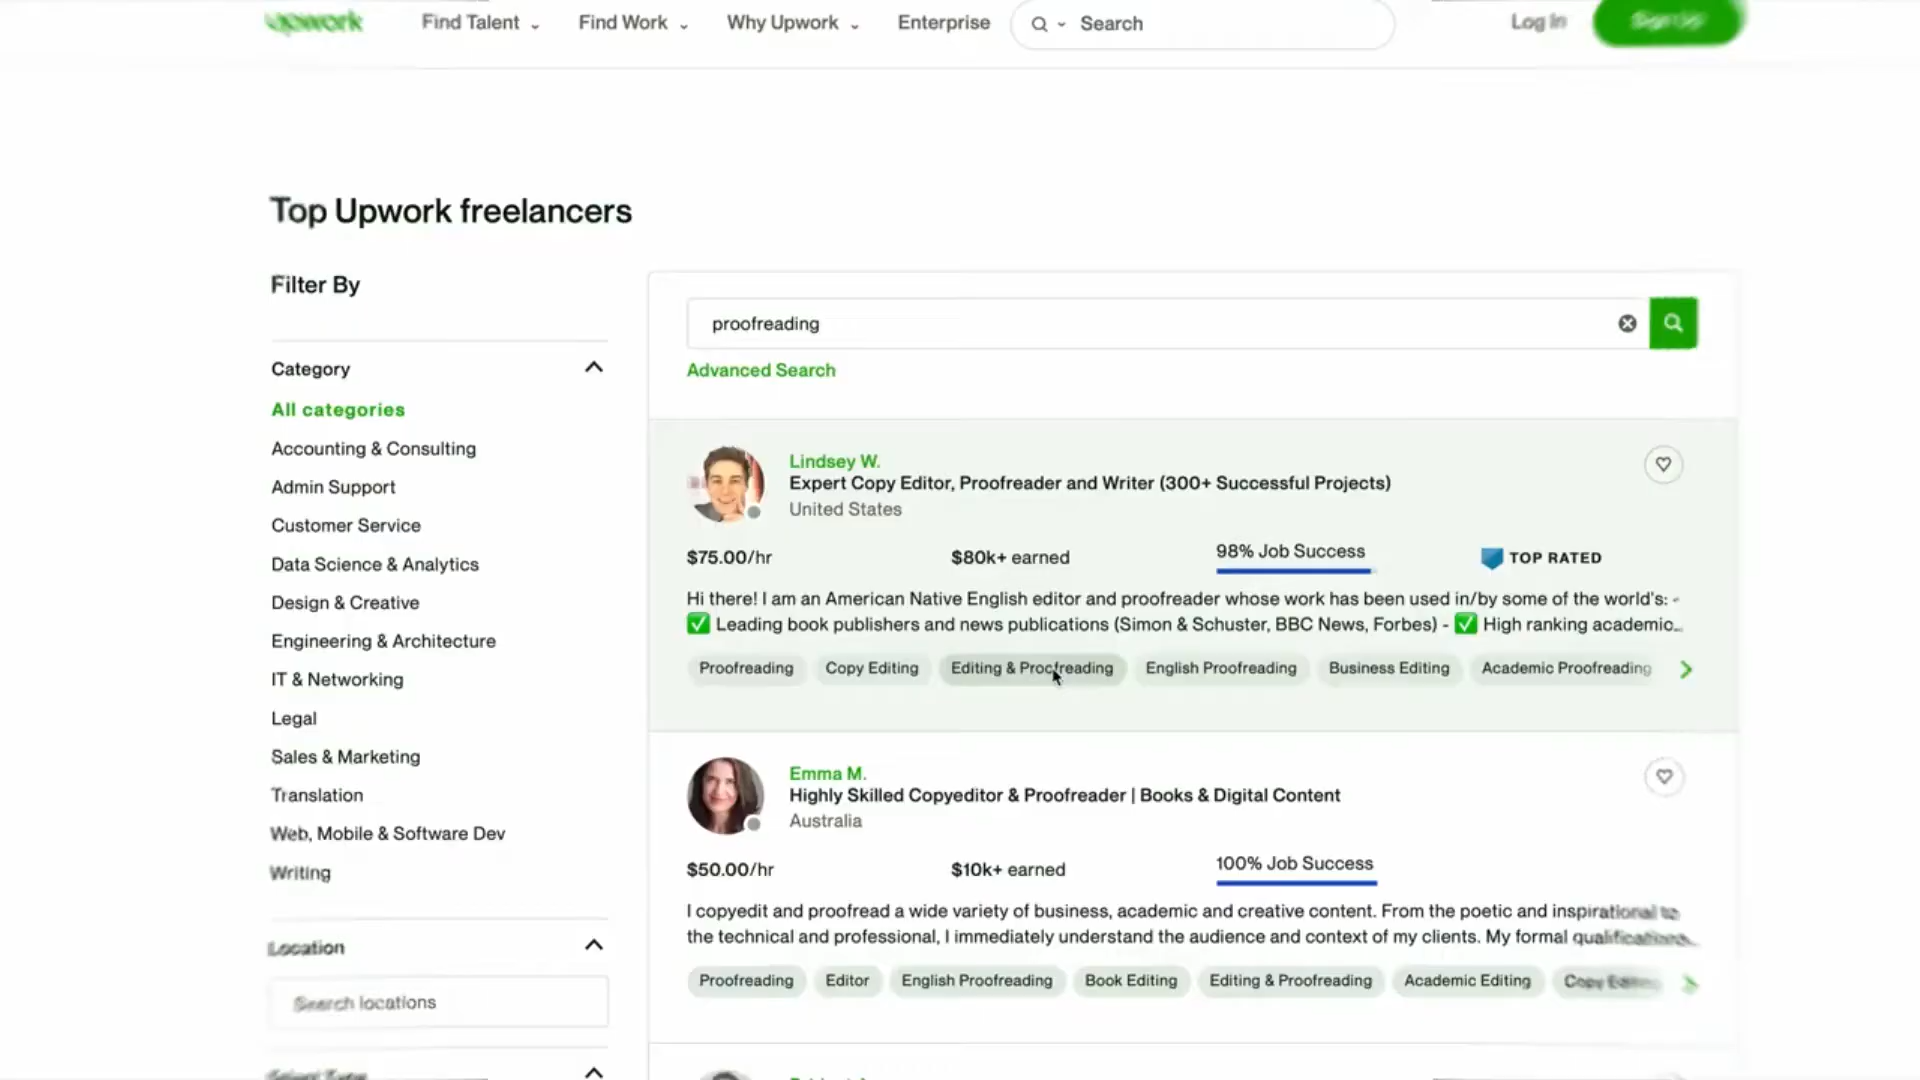 Upwork
Find Talent
Find Work
Why Upwork
Enterprise
Search
Log In
Sign Up
Top Upwork freelancers
Filter By
Category
All categories
Accounting & Consulting
Admin Support
Customer Service
Data Science & Analytics
Design & Creative
Engineering & Architecture
IT & Networking
Legal
Sales & Marketing
Translation
Web, Mobile & Software Dev
Writing
Location
Search locations
proofreading
Advanced Search
Lindsey W.
Expert Copy Editor, Proofreader and Writer (300+ Successful Projects)
United States
$75.00/hr
$80k+ earned
98% Job Success
TOP RATED
Hi there! I am an American Native English editor and proofreader whose work has been used in/by some of the world's: -
✅ Leading book publishers and news publications (Simon & Schuster, BBC News, Forbes) - ✅ High ranking academic...
Proofreading
Copy Editing
Editing & Proofreading
English Proofreading
Business Editing
Academic Proofreading
Emma M.
Highly Skilled Copyeditor & Proofreader | Books & Digital Content
Australia
$50.00/hr
$10k+ earned
100% Job Success
I copyedit and proofread a wide variety of business, academic and creative content. From the poetic and inspirational to
the technical and professional, I immediately understand the audience and context of my clients. My formal qualifications...
Proofreading
Editor
English Proofreading
Book Editing
Editing & Proofreading
Academic Editing
Copy Editing